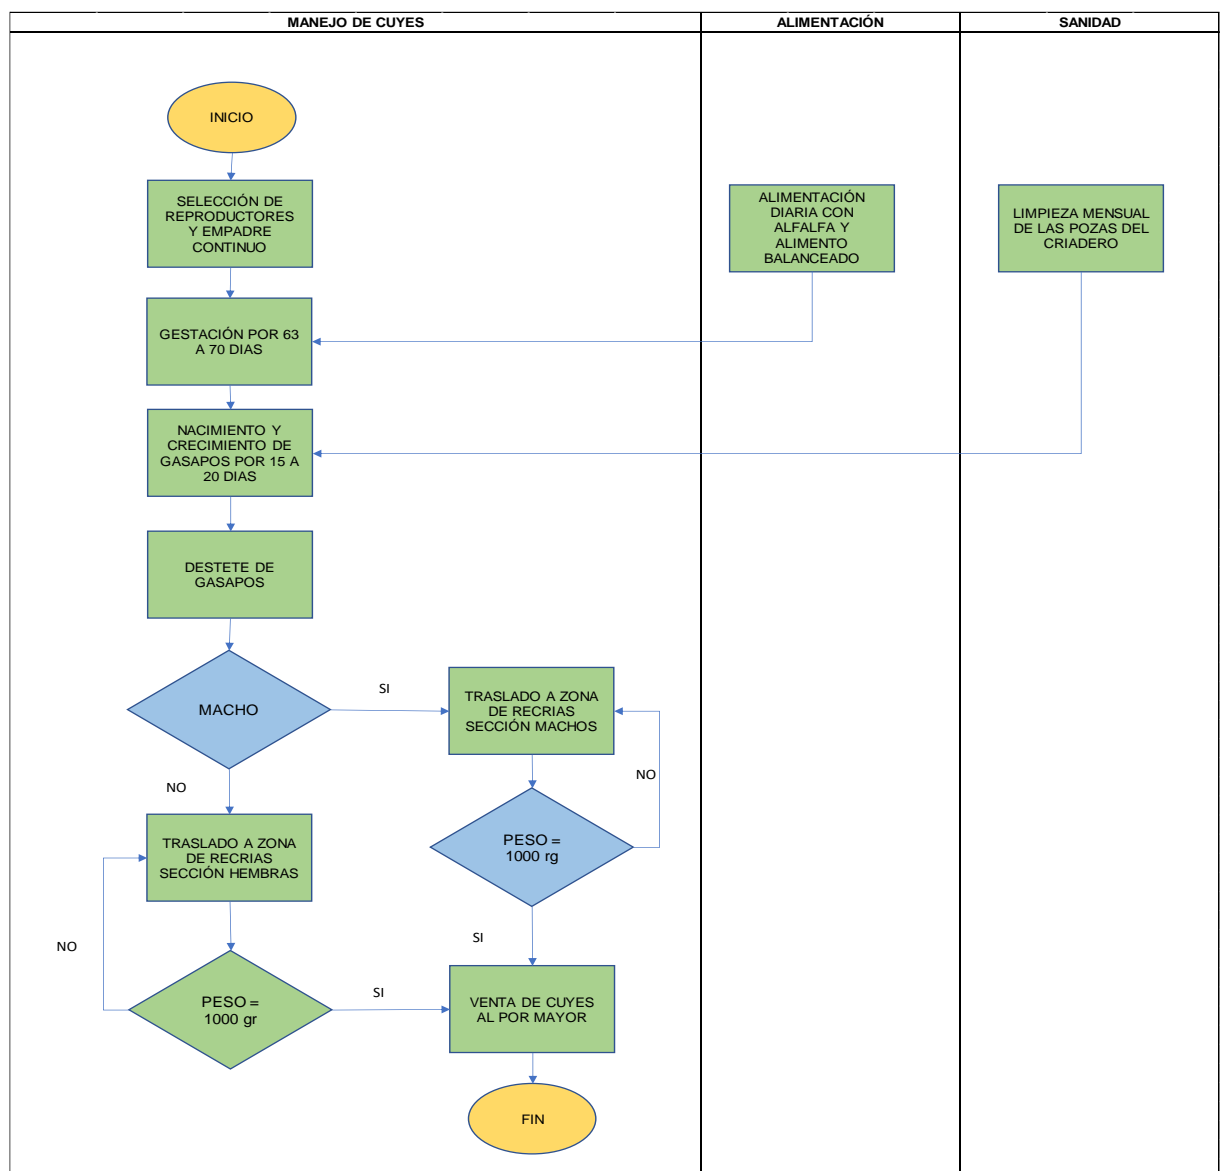 MANEJO DE CUYES
ALIMENTACIÓN
SANIDAD
INICIO
SELECCIÓN DE
REPRODUCTORES
Y EMPADRE
CONTINUO
ALIMENTACIÓN
DIARIA CON
ALFALFA Y
ALIMENTO
BALANCEADO
LIMPIEZA MENSUAL
DE LAS POZAS DEL
CRIADERO
GESTACIÓN POR 63
A 70 DIAS
NACIMIENTO Y
CRECIMIENTO DE
GASAPOS POR 15 A
20 DIAS
DESTETE DE
GASAPOS
MACHO
SI
TRASLADO A ZONA
DE RECRIAS
SECCIÓN MACHOS
NO
NO
TRASLADO A ZONA
DE RECRIAS
SECCIÓN HEMBRAS
PESO =
1000 rg
NO
SI
PESO =
1000 gr
SI
VENTA DE CUYES
AL POR MAYOR
FIN